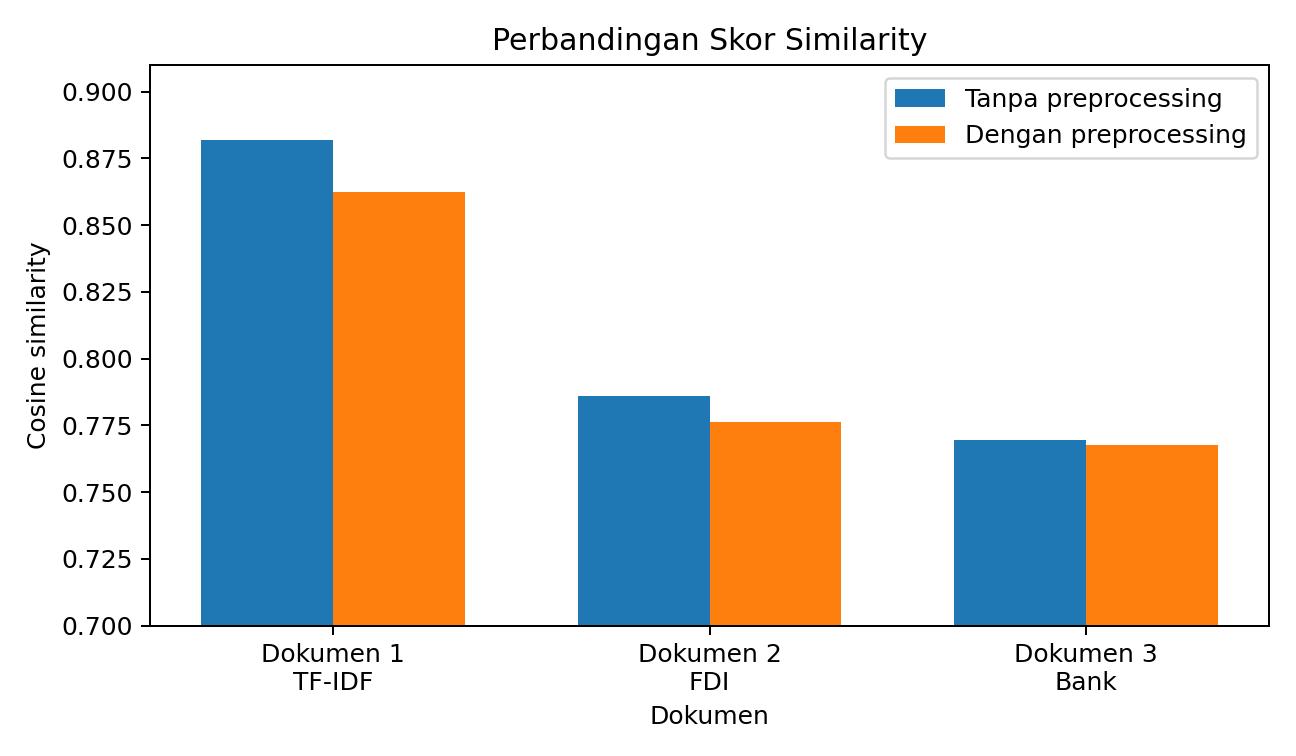 Perbandingan Skor Similarity
Tanpa preprocessing
Dengan preprocessing
Cosine similarity
0.900
0.875
0.850
0.825
0.800
0.775
0.750
0.725
0.700
Dokumen 1
TF-IDF
Dokumen 2
FDI
Dokumen 3
Bank
Dokumen